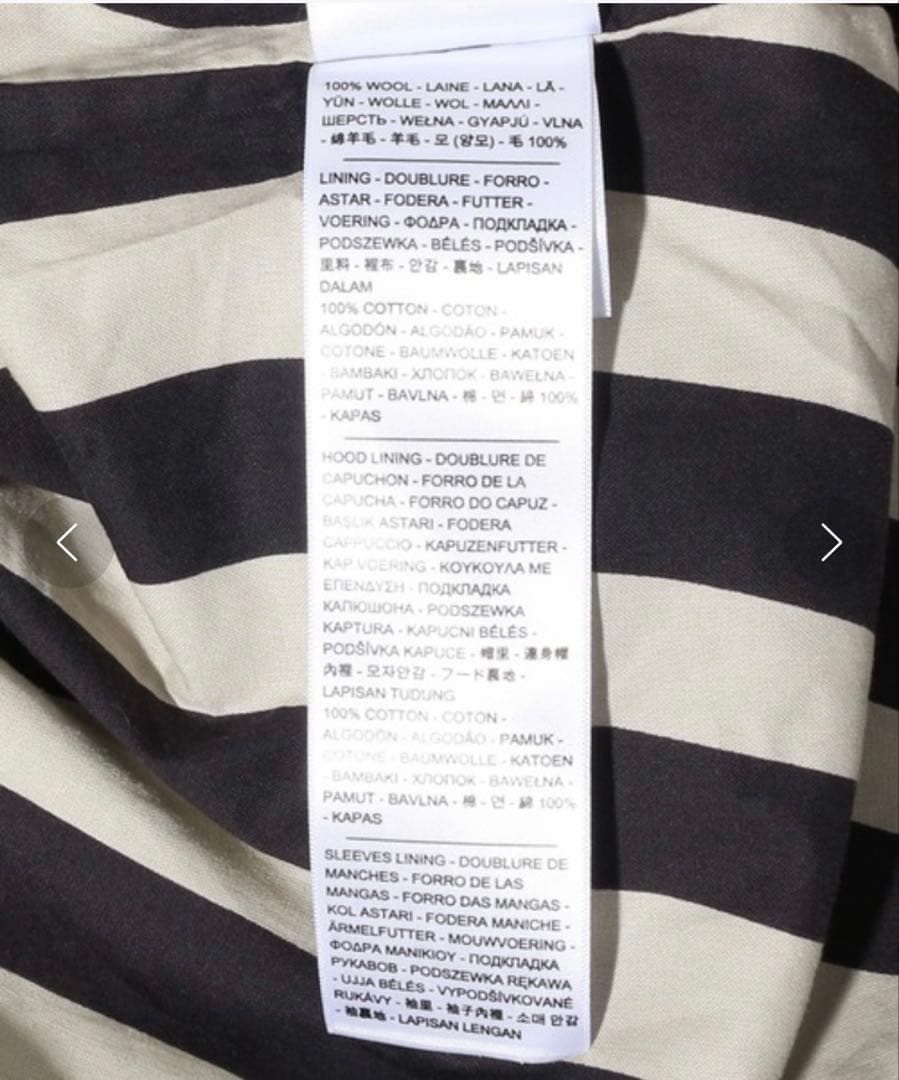 100% WOOL - LAINE - LANA - LÃ -
YÜN - WOLLE - WOL - ΜΑΛΛΙ -
ШЕРСТЬ - WEŁNA - GYAPJÚ - VLNA
- 綿羊毛 - 羊毛 - 모 (양모) - 毛 100%
LINING - DOUBLURE - FORRO -
ASTAR - FODERA - FUTTER -
VOERING - ΦΟΔΡΑ - ПОДКЛАДКА -
PODSZEWKA - BÉLÉS - PODŠÍVKA -
里料 - 裡布 - 안감 - 裏地 - LAPISAN
DALAM
100% COTTON - COTON -
ALGODÓN - ALGODÃO - PAMUK -
COTONE - BAUMWOLLE - KATOEN
- ΒΑΜΒΑΚΙ - ХЛОПОК - BAWEŁNA -
PAMUT - BAVLNA - 棉 - 면 - 綿 100%
- KAPAS
HOOD LINING - DOUBLURE DE
CAPUCHON - FORRO DE LA
CAPUCHA - FORRO DO CAPUZ -
BAŞLIK ASTARI - FODERA
CAPPUCCIO - KAPUZENFUTTER -
KAP VOERING - ΚΟΥΚΟΥΛΑ ΜΕ
ΕΠΕΝΔΥΣΗ - ПОДКЛАДКА
КАПЮШОНА - PODSZEWKA
KAPTURA - KAPUCNI BÉLÉS -
PODŠÍVKA KAPUCE - 帽里 - 連身帽
內裡 - 모자안감 - フード裏地 -
LAPISAN TUDUNG
100% COTTON - COTON -
ALGODÓN - ALGODÃO - PAMUK -
COTONE - BAUMWOLLE - KATOEN
- ΒΑΜΒΑΚΙ - ХЛОПОК - BAWEŁNA -
PAMUT - BAVLNA - 棉 - 면 - 綿 100%
- KAPAS
SLEEVES LINING - DOUBLURE DE
MANCHES - FORRO DE LAS
MANGAS - FORRO DAS MANGAS -
KOL ASTARI - FODERA MANICHE -
ÄRMELFUTTER - MOUWVOERING -
ΦΟΔΡΑ ΜΑΝΙΚΙΟΥ - ПОДКЛАДКА
РУКАВОВ - PODSZEWKA RĘKAWA
- UJJA BÉLÉS - VYPODŠÍVKOVANÉ
RUKÁVY - 袖里 - 袖子內裡 - 소매 안감
- 袖裏地 - LAPISAN LENGAN